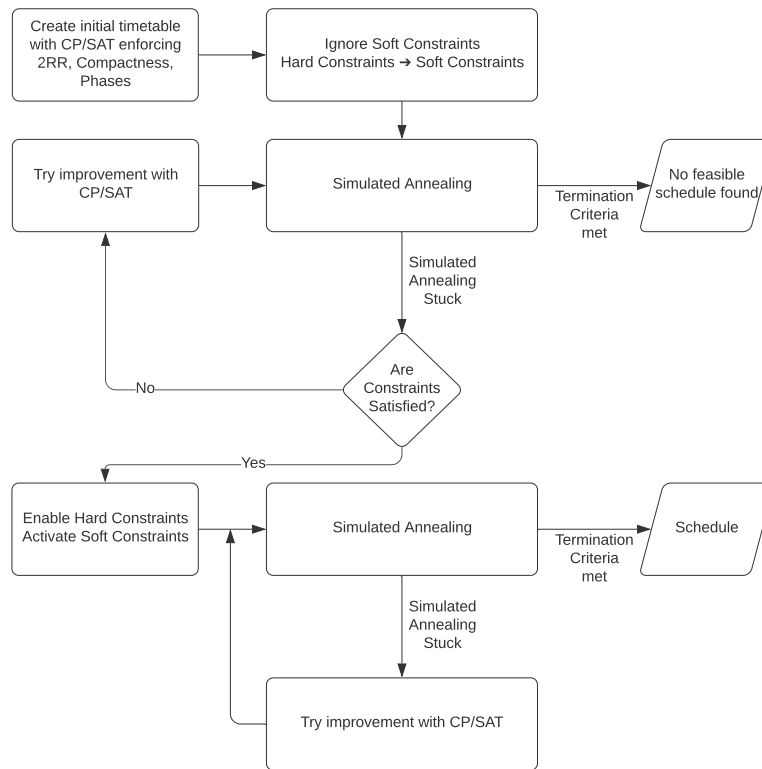 Create initial timetable
with CP/SAT enforcing
2RR, Compactness,
Phases
Ignore Soft Constraints
Hard Constraints ➔ Soft Constraints
Try improvement with
CP/SAT
Simulated Annealing
Termination
Criteria
met
No feasible
schedule found
Simulated
Annealing
Stuck
Are
Constraints
Satisfied?
No
Yes
Enable Hard Constraints
Activate Soft Constraints
Simulated Annealing
Termination
Criteria
met
Schedule
Simulated
Annealing
Stuck
Try improvement with CP/SAT